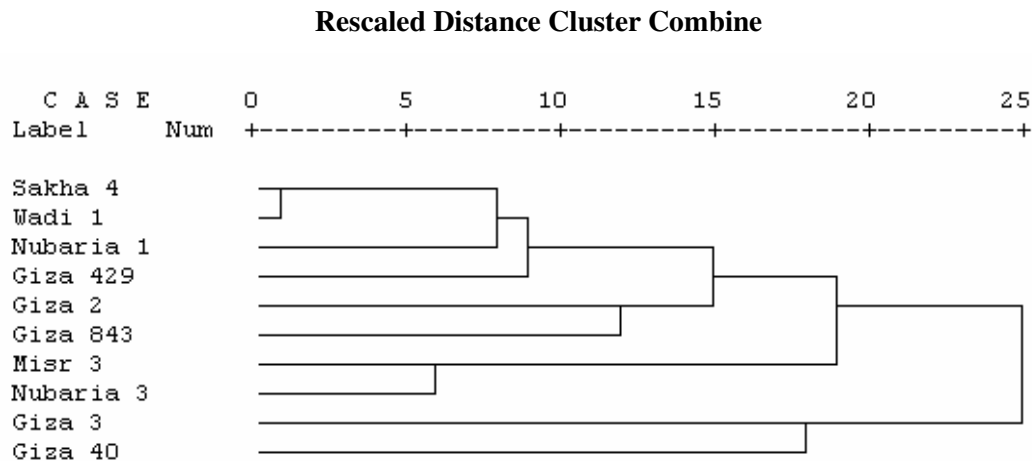 Rescaled Distance Cluster Combine
C A S E 0 5 10 15 20 25
Label Num +---------+---------+---------+---------+---------+
Sakha 4
Wadi 1
Nubaria 1
Giza 429
Giza 2
Giza 843
Misr 3
Nubaria 3
Giza 3
Giza 40